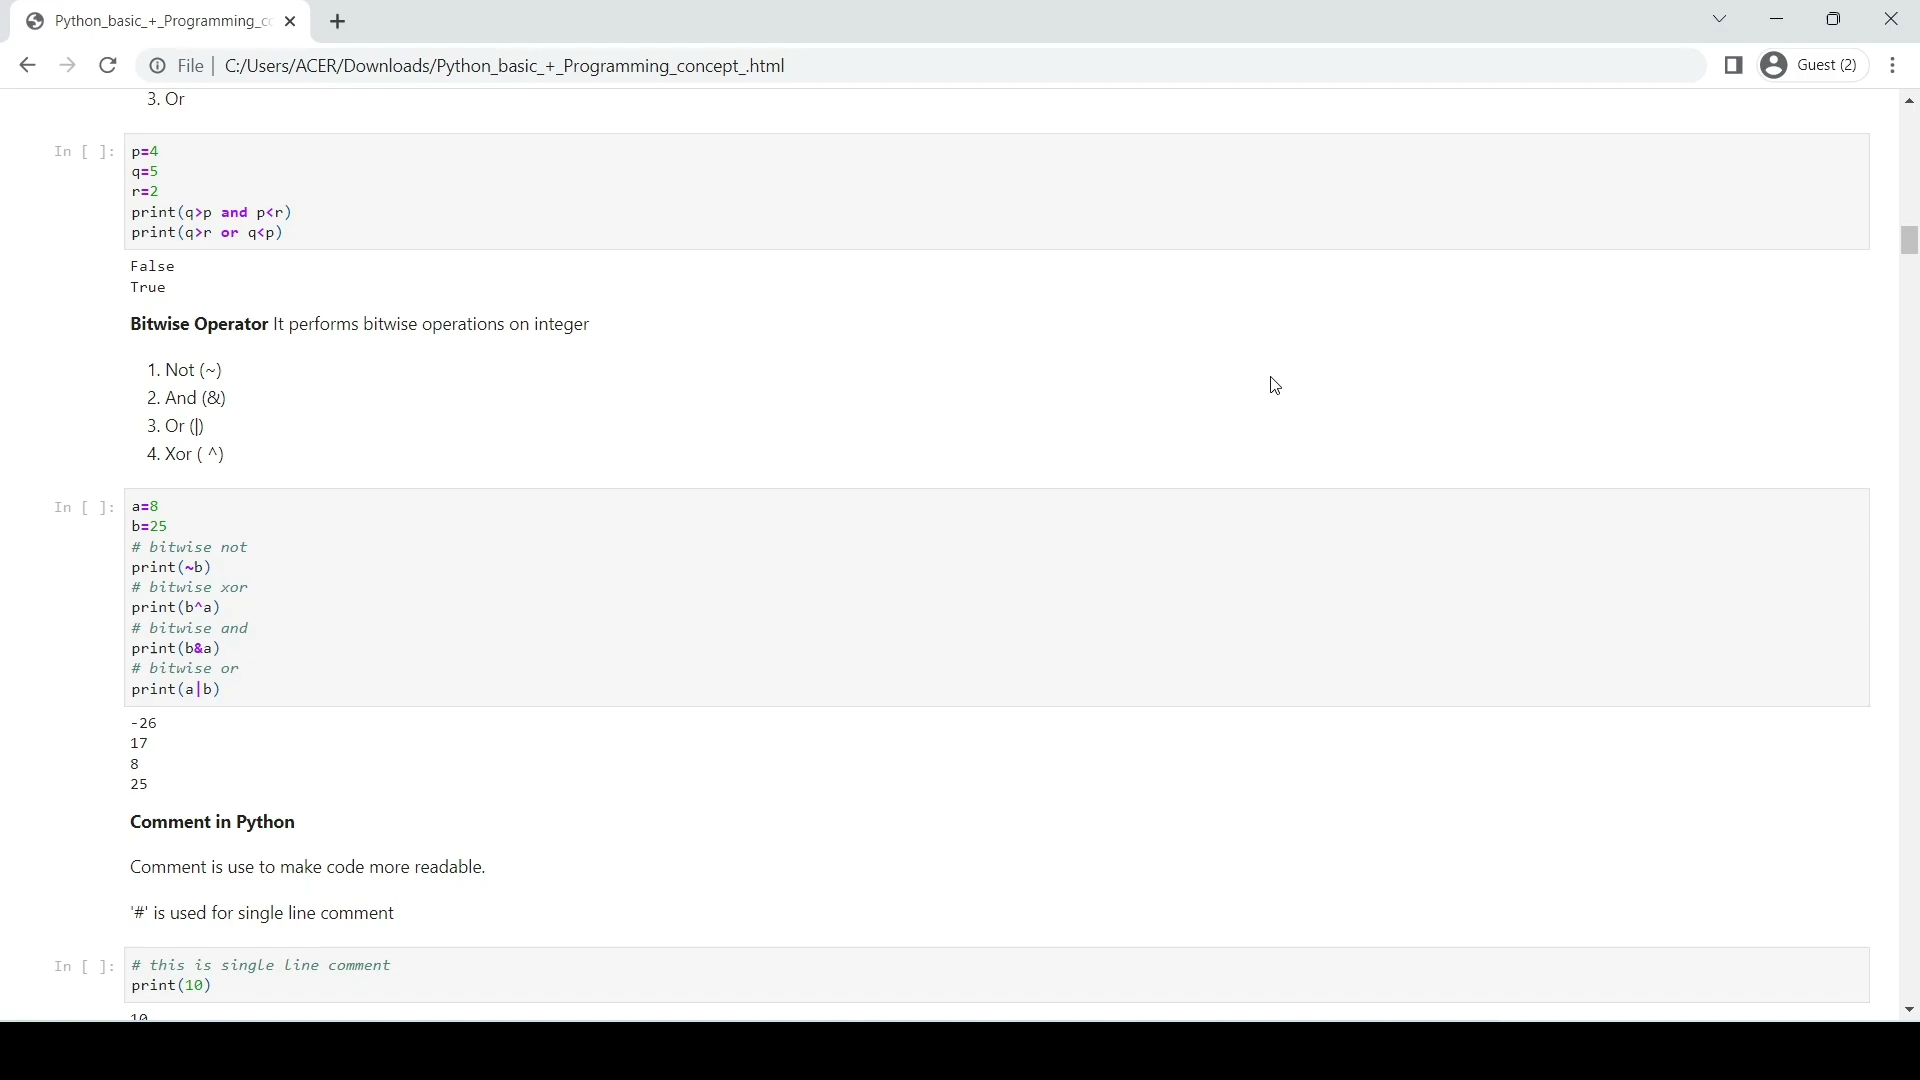 Python_basic_+_Programming_co
File | C:/Users/ACER/Downloads/Python_basic_+_Programming_concept_.html
Guest (2)
3. Or
In [ ]:
p=4
q=5
r=2
print(q>p and p<r)
print(q>r or q<p)
False
True
Bitwise Operator It performs bitwise operations on integer
1. Not (~)
2. And (&)
3. Or (|)
4. Xor ( ^)
In [ ]:
a=8
b=25
# bitwise not
print(~b)
# bitwise xor
print(b^a)
# bitwise and
print(b&a)
# bitwise or
print(a|b)
-26
17
8
25
Comment in Python
Comment is use to make code more readable.
'#' is used for single line comment
In [ ]:
# this is single line comment
print(10)
10